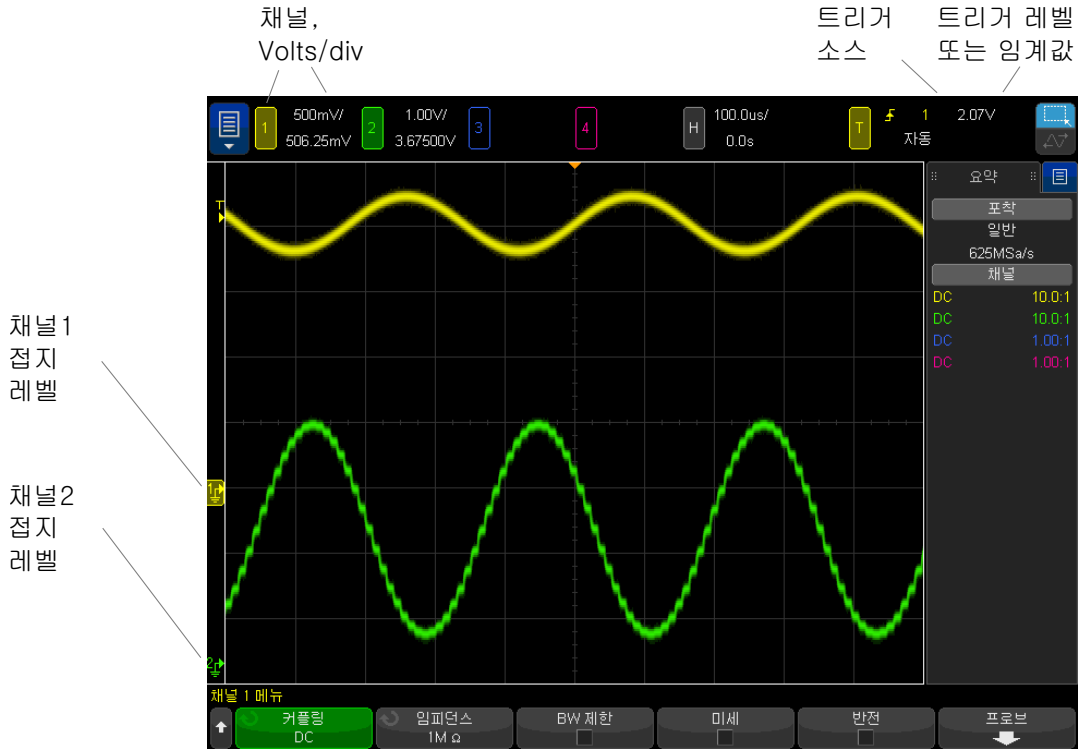 채널,
Volts/div
트리거
소스
트리거 레벨
또는 임계값
1
500mV/
506.25mV
2
1.00V/
3.67500V
3
4
H
100.0us/
0.0s
T
1
2.07V
자동
요약
포착
일반
625MSa/s
채널
DC 10.0:1
DC 10.0:1
DC 1.00:1
DC 1.00:1
T
채널1
접지
레벨
1
채널2
접지
레벨
2
채널 1 메뉴
커플링
DC
임피던스
1M Ω
BW 제한
미세
반전
프로브